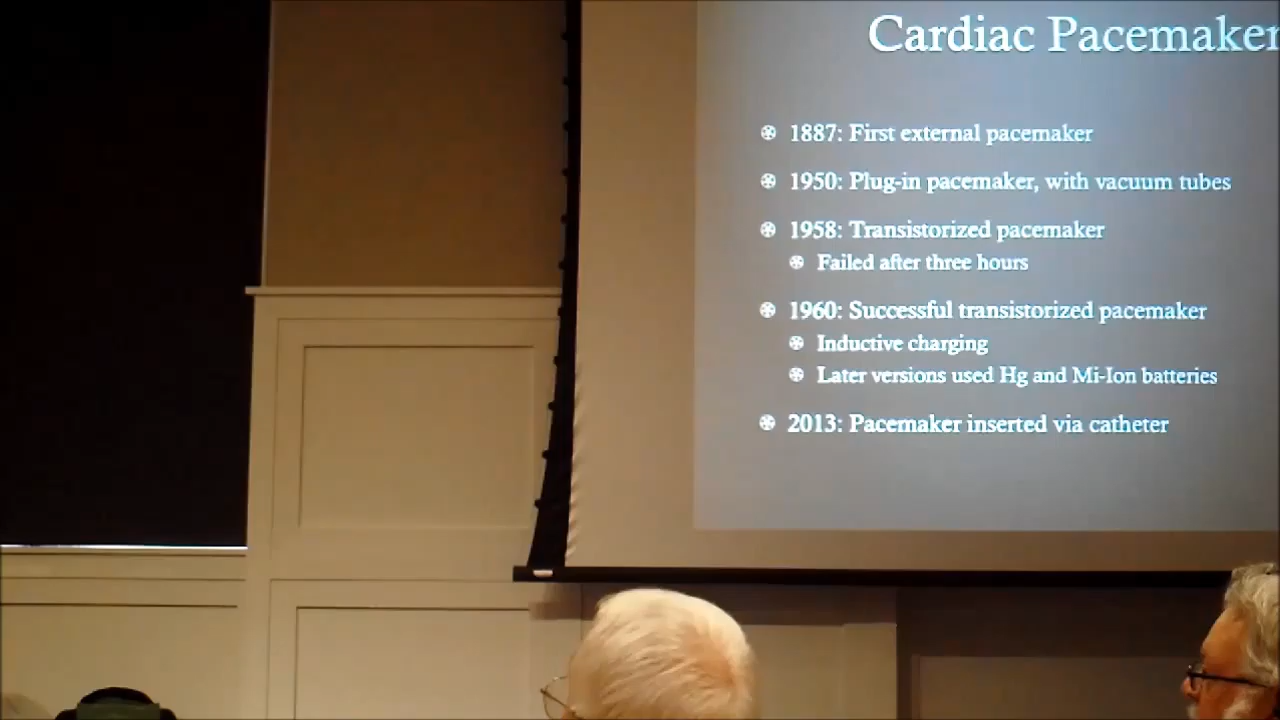 Cardiac Pacemaker
1887: First external pacemaker
1950: Plug-in pacemaker, with vacuum tubes
1958: Transistorized pacemaker
Failed after three hours
1960: Successful transistorized pacemaker
Inductive charging
Later versions used Hg and Mi-Ion batteries
2013: Pacemaker inserted via catheter